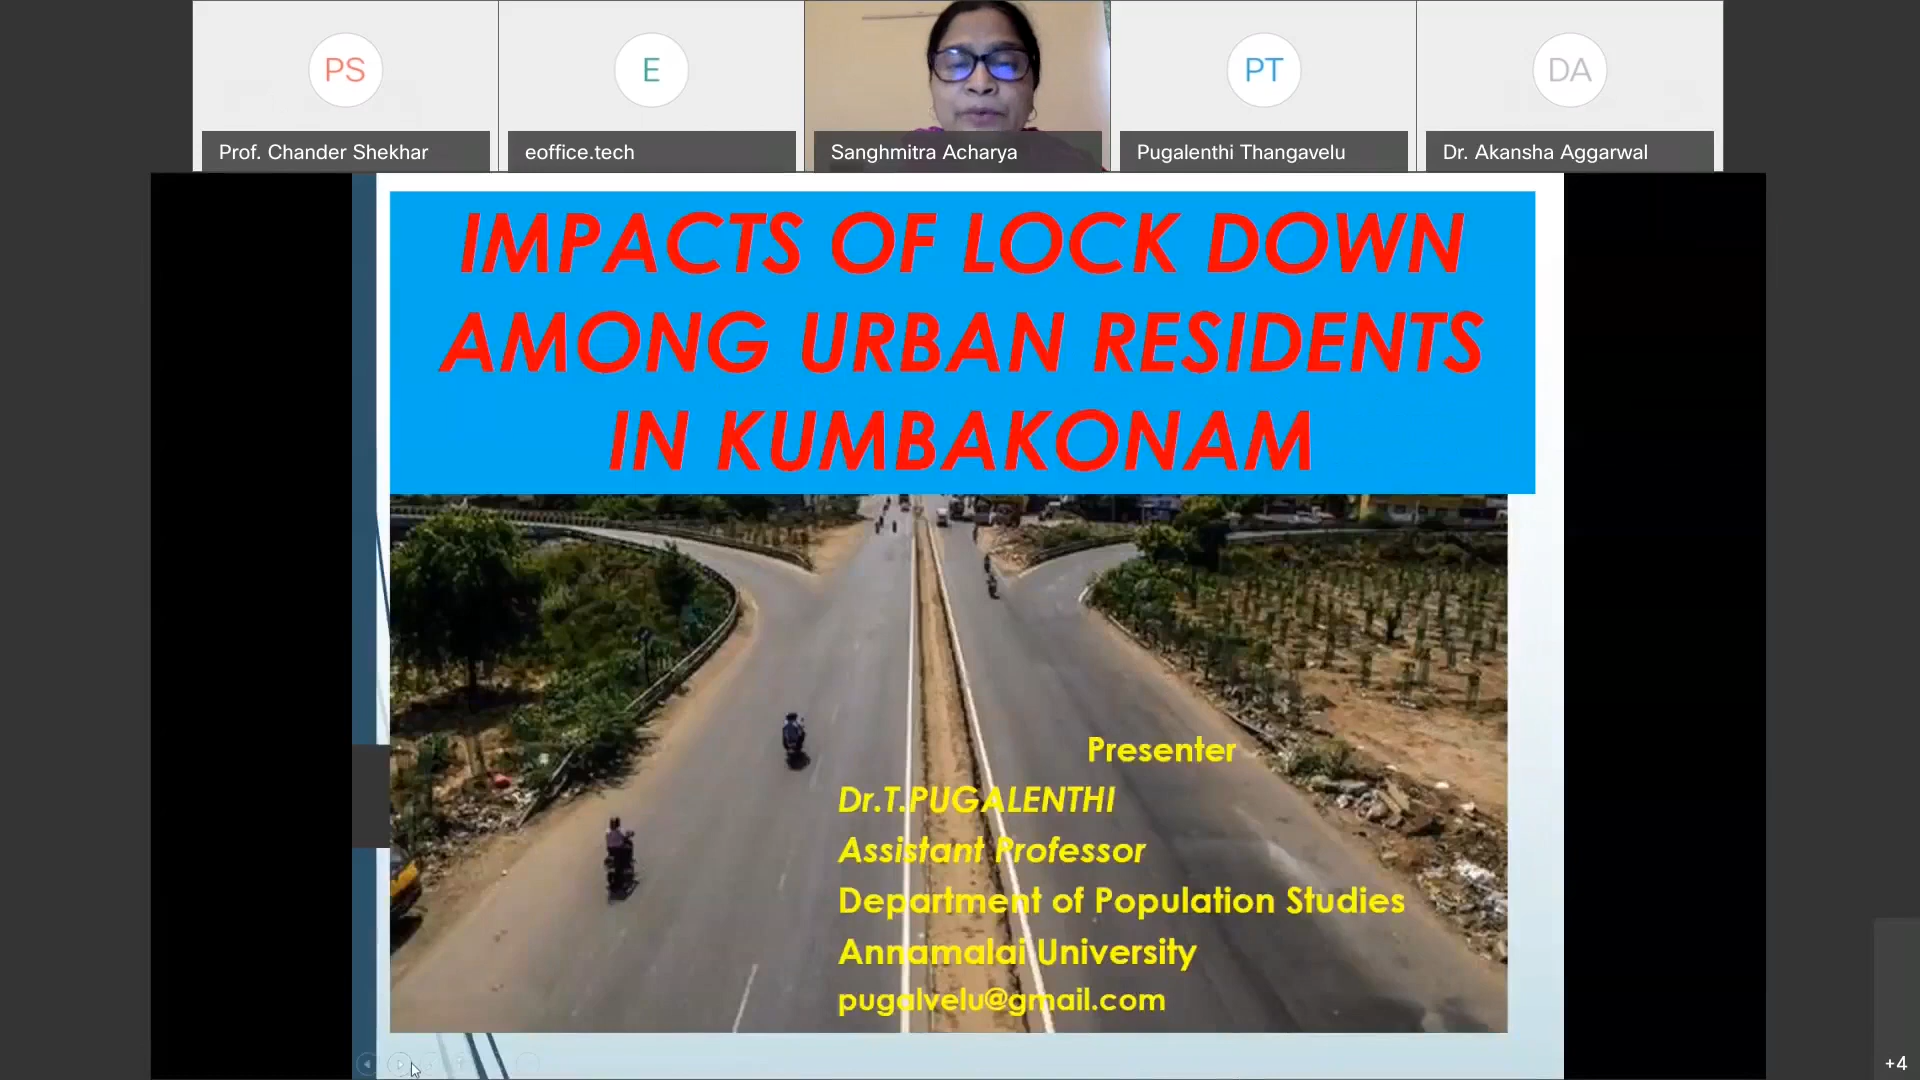 PS
E
PT
DA
Prof. Chander Shekhar
eoffice.tech
Sanghmitra Acharya
Pugalenthi Thangavelu
Dr. Akansha Aggarwal
IMPACTS OF LOCK DOWN
AMONG URBAN RESIDENTS
IN KUMBAKONAM
Presenter
Dr.T.PUGALENTHI
Assistant Professor
Department of Population Studies
Annamalai University
pugalvelu@gmail.com
+4